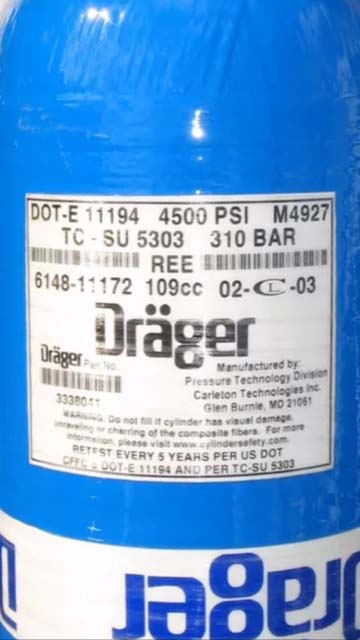 DOT-E 11194 4500 PSI M4927
TC - SU 5303 310 BAR
REE
6148-11172 109cc 02-CL-03
Dräger
Dräger Part No.
3338041
Manufactured by:
Pressure Technology Division
Carleton Technologies Inc.
Glen Burnie, MD 21061
WARNING: Do not fill if cylinder has visual damage,
unraveling or charring of the composite fibers. For more
information, please visit www.cylindersafety.com.
RETEST EVERY 5 YEARS PER US DOT
DOT-E 11194 AND PER TC-SU 5303
Dräger